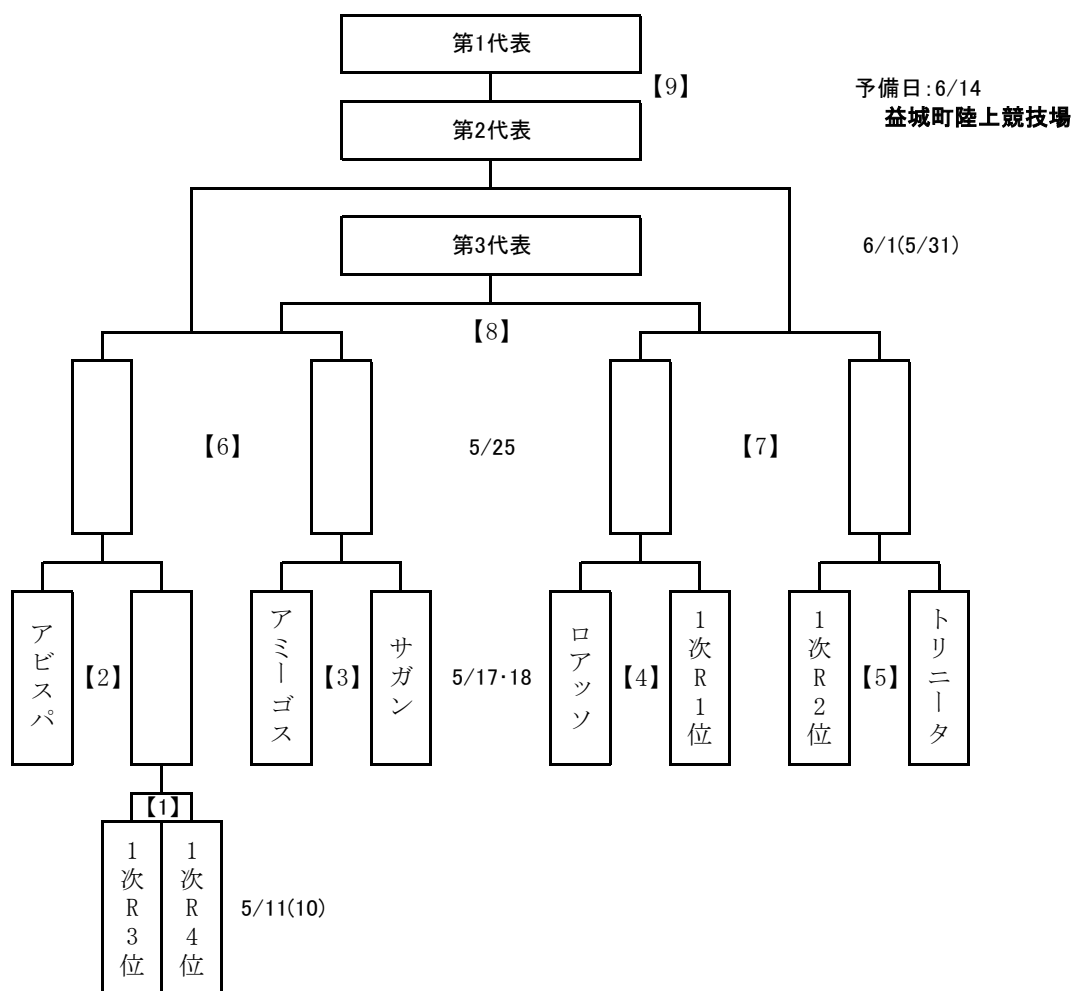 第1代表
【9】
予備日:6/14
益城町陸上競技場
第2代表
第3代表
6/1(5/31)
【8】
【6】
5/25
【7】
アビスパ
【2】
アミーゴス
【3】
サガン
5/17・18
ロアッソ
【4】
1次R1位
1次R2位
【5】
トリニータ
【1】
1次R3位
1次R4位
5/11(10)